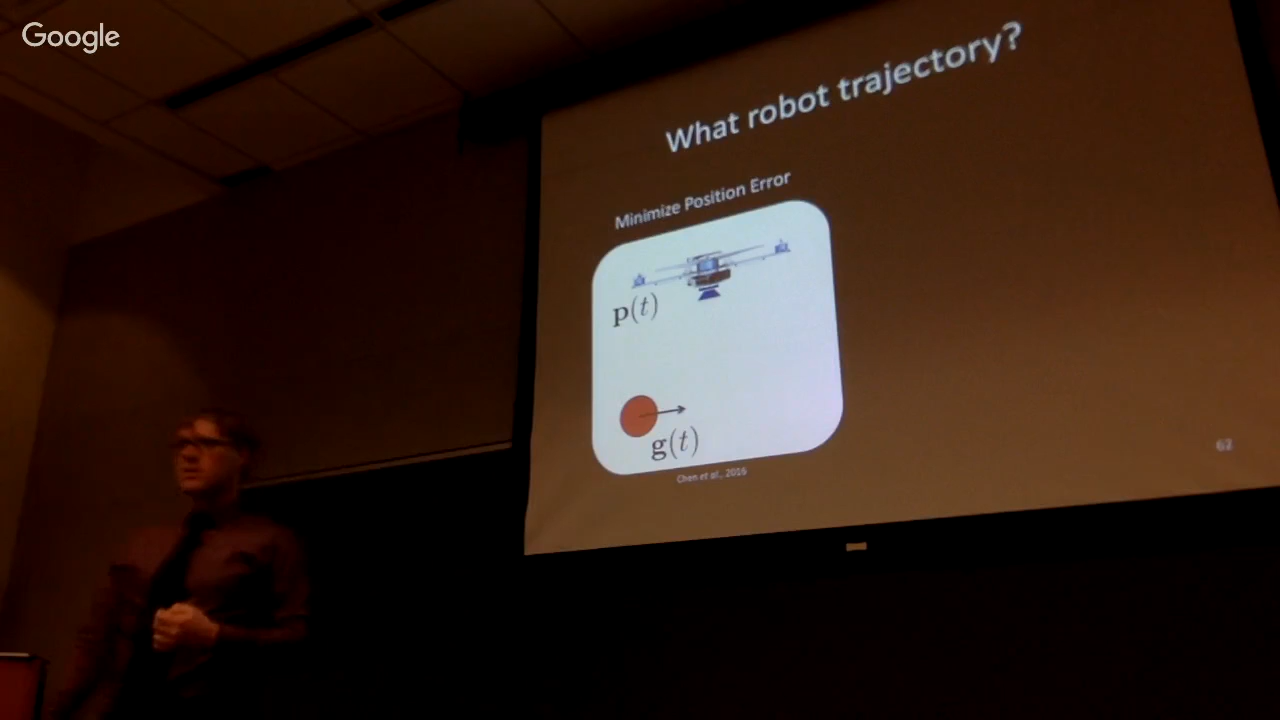 Google
What robot trajectory?
Minimize Position Error
p(t)
g(t)
Chen et al., 2016
62